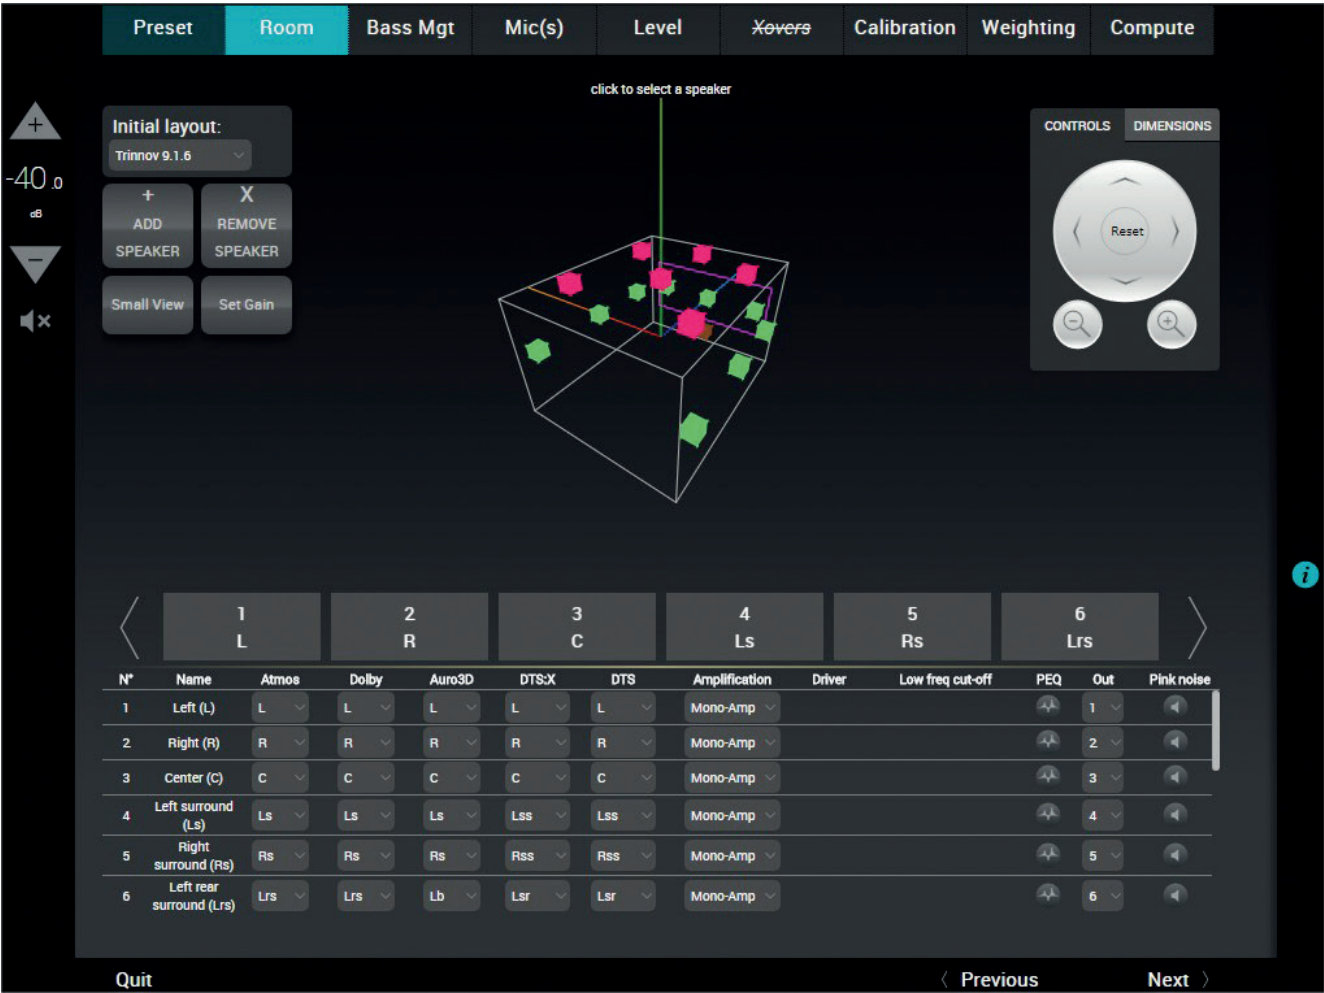 Preset Room Bass Mgt Mic(s) Level Xovers Calibration Weighting Compute
click to select a speaker
+
-40.0
dB
−
Initial layout:
Trinnov 9.1.6
+
ADD
SPEAKER
X
REMOVE
SPEAKER
Small View
Set Gain
CONTROLS DIMENSIONS
Reset
i
1
L
2
R
3
C
4
Ls
5
Rs
6
Lrs
N° Name Atmos Dolby Auro3D DTS:X DTS Amplification Driver Low freq cut-off PEQ Out Pink noise
1 Left (L) L L L L L Mono-Amp 1
2 Right (R) R R R R R Mono-Amp 2
3 Center (C) C C C C C Mono-Amp 3
4 Left surround
(Ls) Ls Ls Ls Lss Lss Mono-Amp 4
5 Right
surround (Rs) Rs Rs Rs Rss Rss Mono-Amp 5
6 Left rear
surround (Lrs) Lrs Lrs Lb Lsr Lsr Mono-Amp 6
Quit Previous Next